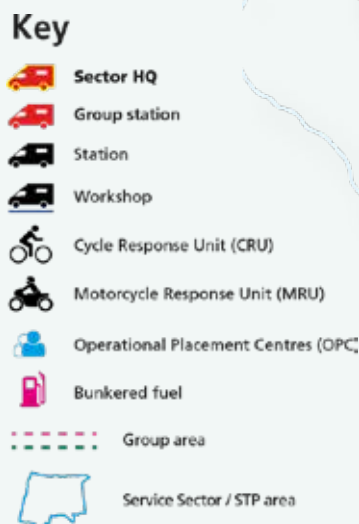 Key
Sector HQ
Group station
Station
Workshop
Cycle Response Unit (CRU)
Motorcycle Response Unit (MRU)
Operational Placement Centres (OPC)
Bunkered fuel
Group area
Service Sector / STP area